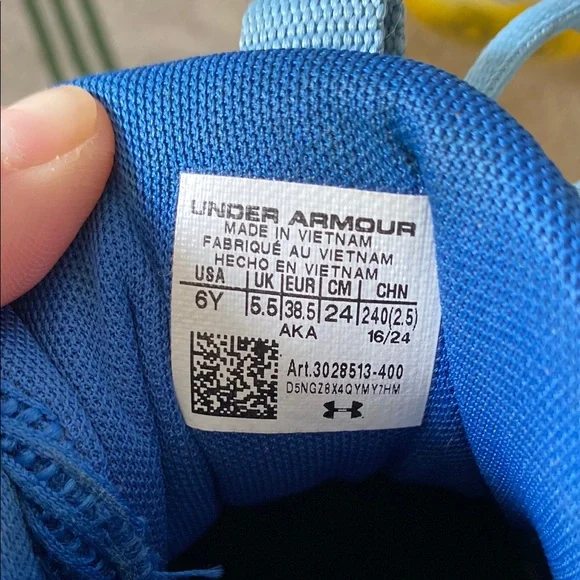 UNDER ARMOUR
MADE IN VIETNAM
FABRIQUÉ AU VIETNAM
HECHO EN VIETNAM
USA UK EUR CM CHN
6Y 5.5 38.5 24 240(2.5)
AKA 16/24
Art.3028513-400
D5NGZ8X4QYMY7HM